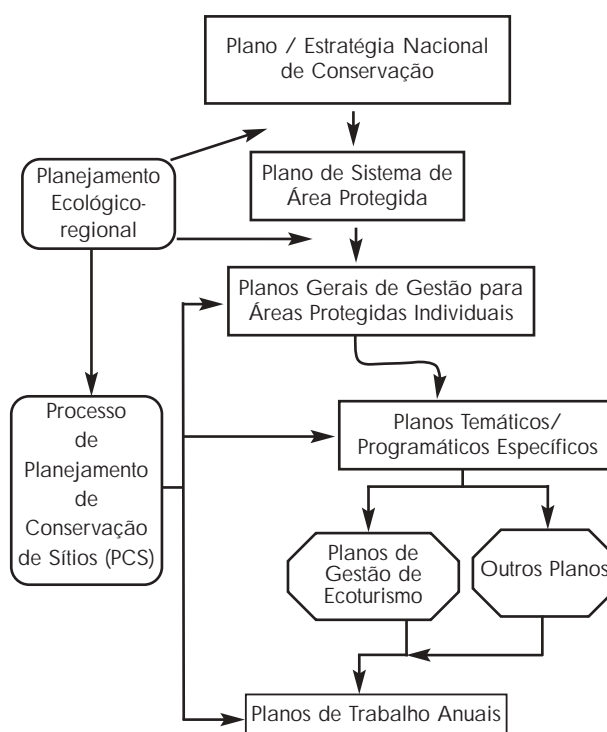 Plano / Estratégia Nacional
de Conservação
Planejamento
Ecológico-
regional
Plano de Sistema de
Área Protegida
Planos Gerais de Gestão para
Áreas Protegidas Individuais
Processo
de
Planejamento
de
Conservação
de Sítios (PCS)
Planos Temáticos/
Programáticos Específicos
Planos de
Gestão de
Ecoturismo
Outros Planos
Planos de Trabalho Anuais